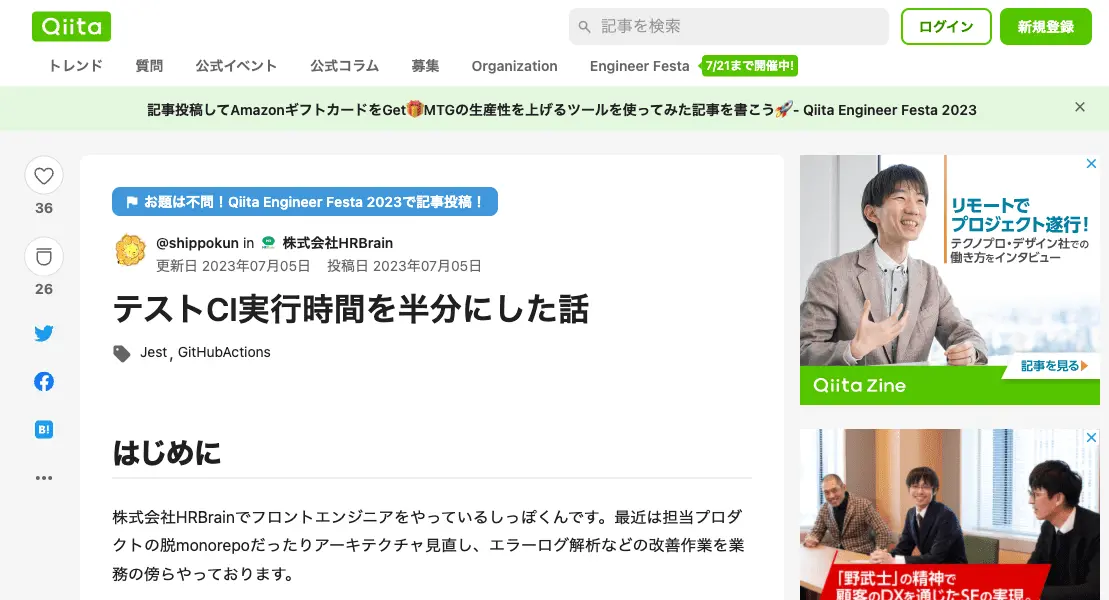 Qiita
記事を検索
ログイン
新規登録
トレンド 質問 公式イベント 公式コラム 募集 Organization Engineer Festa 7/21まで開催中!
記事投稿してAmazonギフトカードをGet🎁MTGの生産性を上げるツールを使ってみた記事を書こう🚀- Qiita Engineer Festa 2023
36
26
B!
お題は不問！Qiita Engineer Festa 2023で記事投稿！
@shippokun in 株式会社HRBrain
更新日 2023年07月05日 投稿日 2023年07月05日
テストCI実行時間を半分にした話
Jest, GitHubActions
はじめに
株式会社HRBrainでフロントエンジニアをやっているしっぽくんです。最近は担当プロダ
クトの脱monorepoだったりアーキテクチャ見直し、エラーログ解析などの改善作業を業
務の傍らやっております。
リモートで
プロジェクト遂行！
テクノプロ・デザイン社での
働き方をインタビュー
記事を見る
Qiita Zine
「野武士」の精神で
顧客のDXを通じたSEの実現。